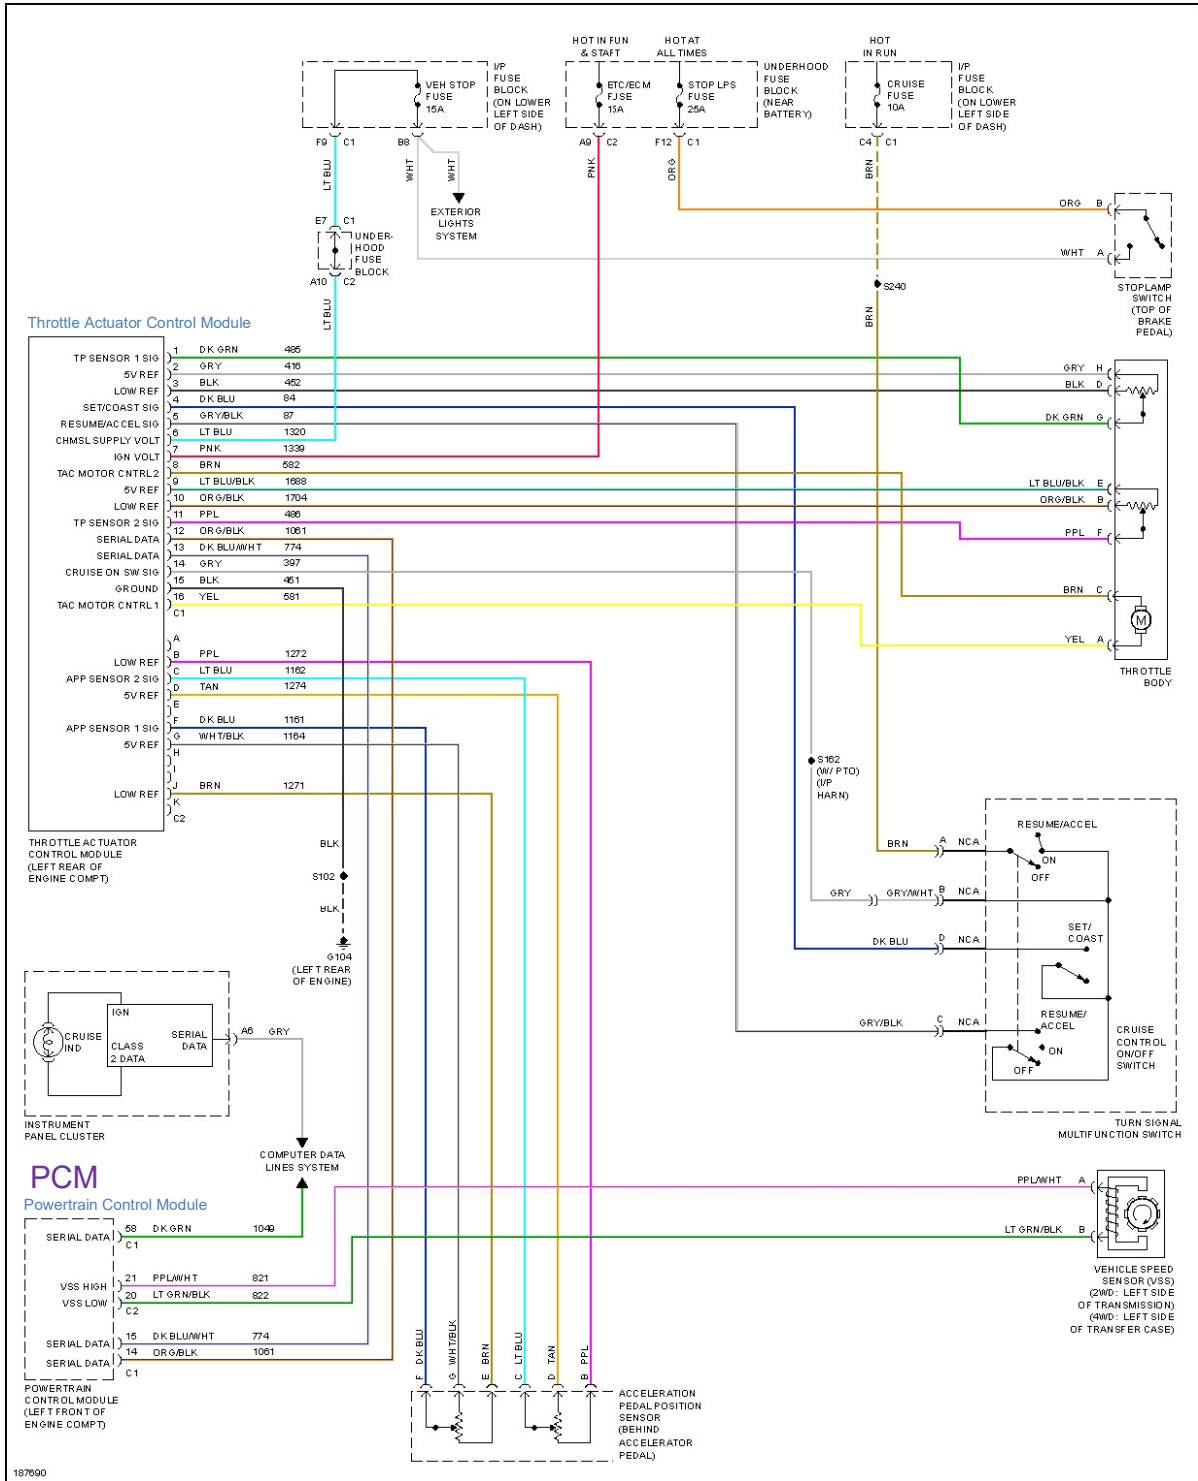 HOT IN FUN
& STAFT
HOT AT
ALL TIMES
HOT
IN RUN
VEH STOP
FUSE
15A
I/P
FUSE
BLOCK
(ON LOWER
LEFT SIDE
OF DASH)
ETC/ECM
FUSE
15A
STOP LPS
FUSE
25A
UNDERHOOD
FUSE
BLOCK
(NEAR
BATTERY)
CRUISE
FUSE
10A
I/P
FUSE
BLOCK
(ON LOWER
LEFT SIDE
OF DASH)
F9 C1
B8
A9 C2
F12 C1
C4 C1
LT BLU
WHT
WHT
PNK
ORG
BRN
EXTERIOR
LIGHTS
SYSTEM
E7 C1
UNDER-
HOOD
FUSE
BLOCK
A10 C2
LT BLU
ORG B
WHT A
STOPLAMP
SWITCH
(TOP OF
BRAKE
PEDAL)
S240
BRN
Throttle Actuator Control Module
TP SENSOR 1 SIG 1 DK GRN 485
5V REF 2 GRY 416
LOW REF 3 BLK 452
SET/COAST SIG 4 DK BLU 84
RESUME/ACCEL SIG 5 GRY/BLK 87
CHMSL SUPPLY VOLT 6 LT BLU 1320
IGN VOLT 7 PNK 1339
TAC MOTOR CNTRL2 8 BRN 582
5V REF 9 LT BLU/BLK 1688
LOW REF 10 ORG/BLK 1704
TP SENSOR 2 SIG 11 PPL 486
SERIAL DATA 12 ORG/BLK 1061
SERIAL DATA 13 DK BLU/WHT 774
CRUISE ON SW SIG 14 GRY 397
GROUND 15 BLK 451
TAC MOTOR CNTRL 1 16 YEL 581
C1
A
LOW REF B PPL 1272
APP SENSOR 2 SIG C LT BLU 1162
5V REF D TAN 1274
E
APP SENSOR 1 SIG F DK BLU 1161
5V REF G WHT/BLK 1164
H
I
LOW REF J BRN 1271
K
C2
THROTTLE ACTUATOR
CONTROL MODULE
(LEFT REAR OF
ENGINE COMPT)
GRY H
BLK D
DK GRN G
LT BLU/BLK E
ORG/BLK B
PPL F
BRN C
M
YEL A
THROTTLE
BODY
S162
(W/ PTO)
(I/P
HARN)
BLK
S102
BLK
G104
(LEFT REAR
OF ENGINE)
BRN A NCA
GRY GRY/WHT B NCA
DK BLU D NCA
GRY/BLK C NCA
RESUME/ACCEL
ON
OFF
SET/
COAST
RESUME/
ACCEL
ON
OFF
CRUISE
CONTROL
ON/OFF
SWITCH
TURN SIGNAL
MULTIFUNCTION SWITCH
CRUISE
IND
IGN
CLASS
2 DATA
SERIAL
DATA
A6 GRY
INSTRUMENT
PANEL CLUSTER
COMPUTER DATA
LINES SYSTEM
PCM
Powertrain Control Module
SERIAL DATA 58 DK GRN 1049
C1
VSS HIGH 21 PPL/WHT 821
VSS LOW 20 LT GRN/BLK 822
C2
SERIAL DATA 15 DK BLU/WHT 774
SERIAL DATA 14 ORG/BLK 1061
C1
POWERTRAIN
CONTROL MODULE
(LEFT FRONT OF
ENGINE COMPT)
PPL/WHT A
LT GRN/BLK B
VEHICLE SPEED
SENSOR (VSS)
(2WD: LEFT SIDE
OF TRANSMISSION)
(4WD: LEFT SIDE
OF TRANSFER CASE)
F DK BLU
G WHT/BLK
E BRN
C LT BLU
D TAN
B PPL
ACCELERATION
PEDAL POSITION
SENSOR
(BEHIND
ACCELERATOR
PEDAL)
187690